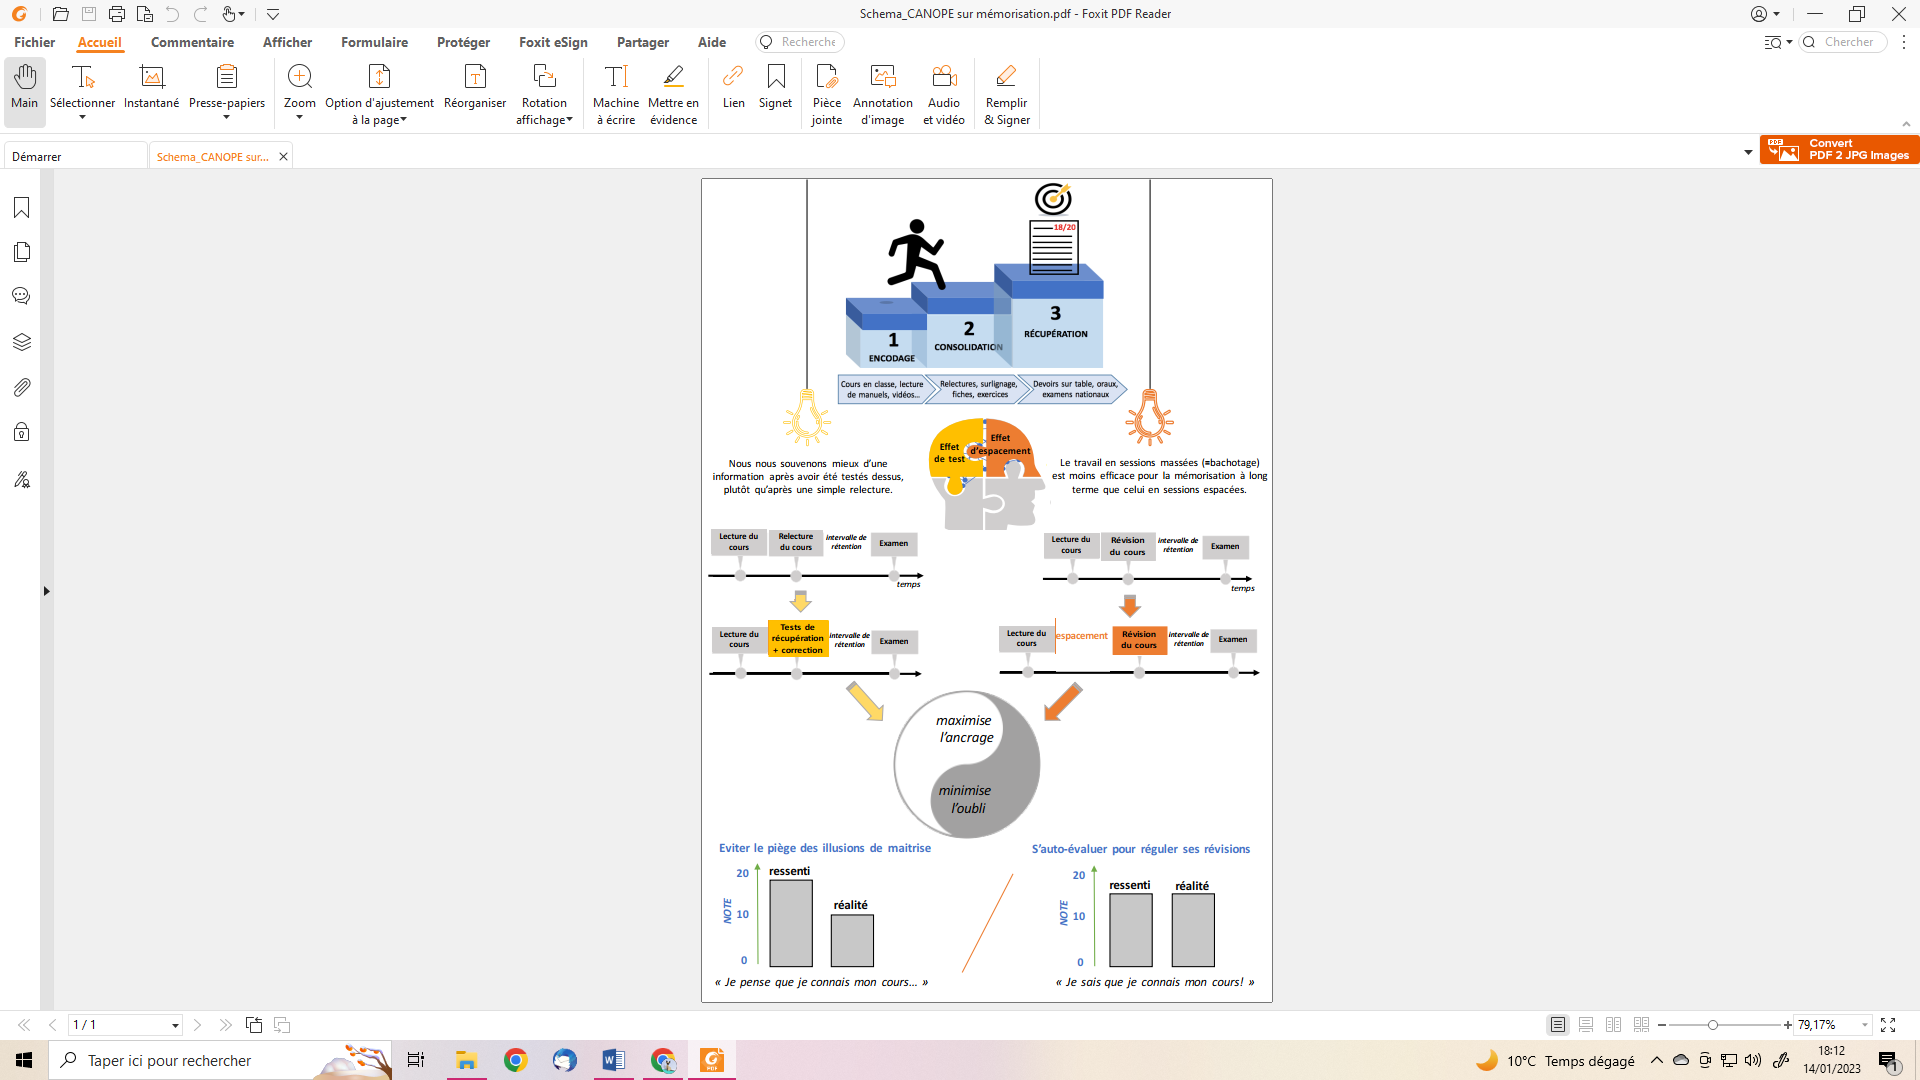 Schema_CANOPE sur mémorisation.pdf - Foxit PDF Reader
Fichier Accueil Commentaire Afficher Formulaire Protéger Foxit eSign Partager Aide Recherche Chercher
Main Sélectionner Instantané Presse-papiers Zoom Option d'ajustement Réorganiser Rotation Machine Mettre en Lien Signet Pièce Annotation Audio Remplir
à la page affichage à écrire évidence jointe d'image et vidéo & Signer
Démarrer Schema_CANOPE sur...
PDF Convert
PDF 2 JPG Images
18/20
3
RÉCUPÉRATION
2
CONSOLIDATION
1
ENCODAGE
Cours en classe, lecture
de manuels, vidéos...
Relectures, surlignage,
fiches, exercices
Devoirs sur table, oraux,
examens nationaux
Effet
de test
Effet
d'espacement
Nous nous souvenons mieux d'une
information après avoir été testés dessus,
plutôt qu'après une simple relecture.
Le travail en sessions massées (=bachotage)
est moins efficace pour la mémorisation à long
terme que celui en sessions espacées.
Lecture du
cours
Relecture
du cours
intervalle de
rétention
Examen
temps
Lecture du
cours
Révision
du cours
intervalle de
rétention
Examen
temps
Lecture du
cours
Tests de
récupération
+ correction
intervalle de
rétention
Examen
Lecture du
cours
espacement
Révision
du cours
intervalle de
rétention
Examen
maximise
l'ancrage
minimise
l'oubli
Eviter le piège des illusions de maitrise
20
10
0
NOTE
ressenti
réalité
« Je pense que je connais mon cours... »
S'auto-évaluer pour réguler ses révisions
20
10
0
NOTE
ressenti
réalité
« Je sais que je connais mon cours! »
1 / 1
79,17%
Taper ici pour rechercher
PDF
10°C Temps dégagé
18:12
14/01/2023
1